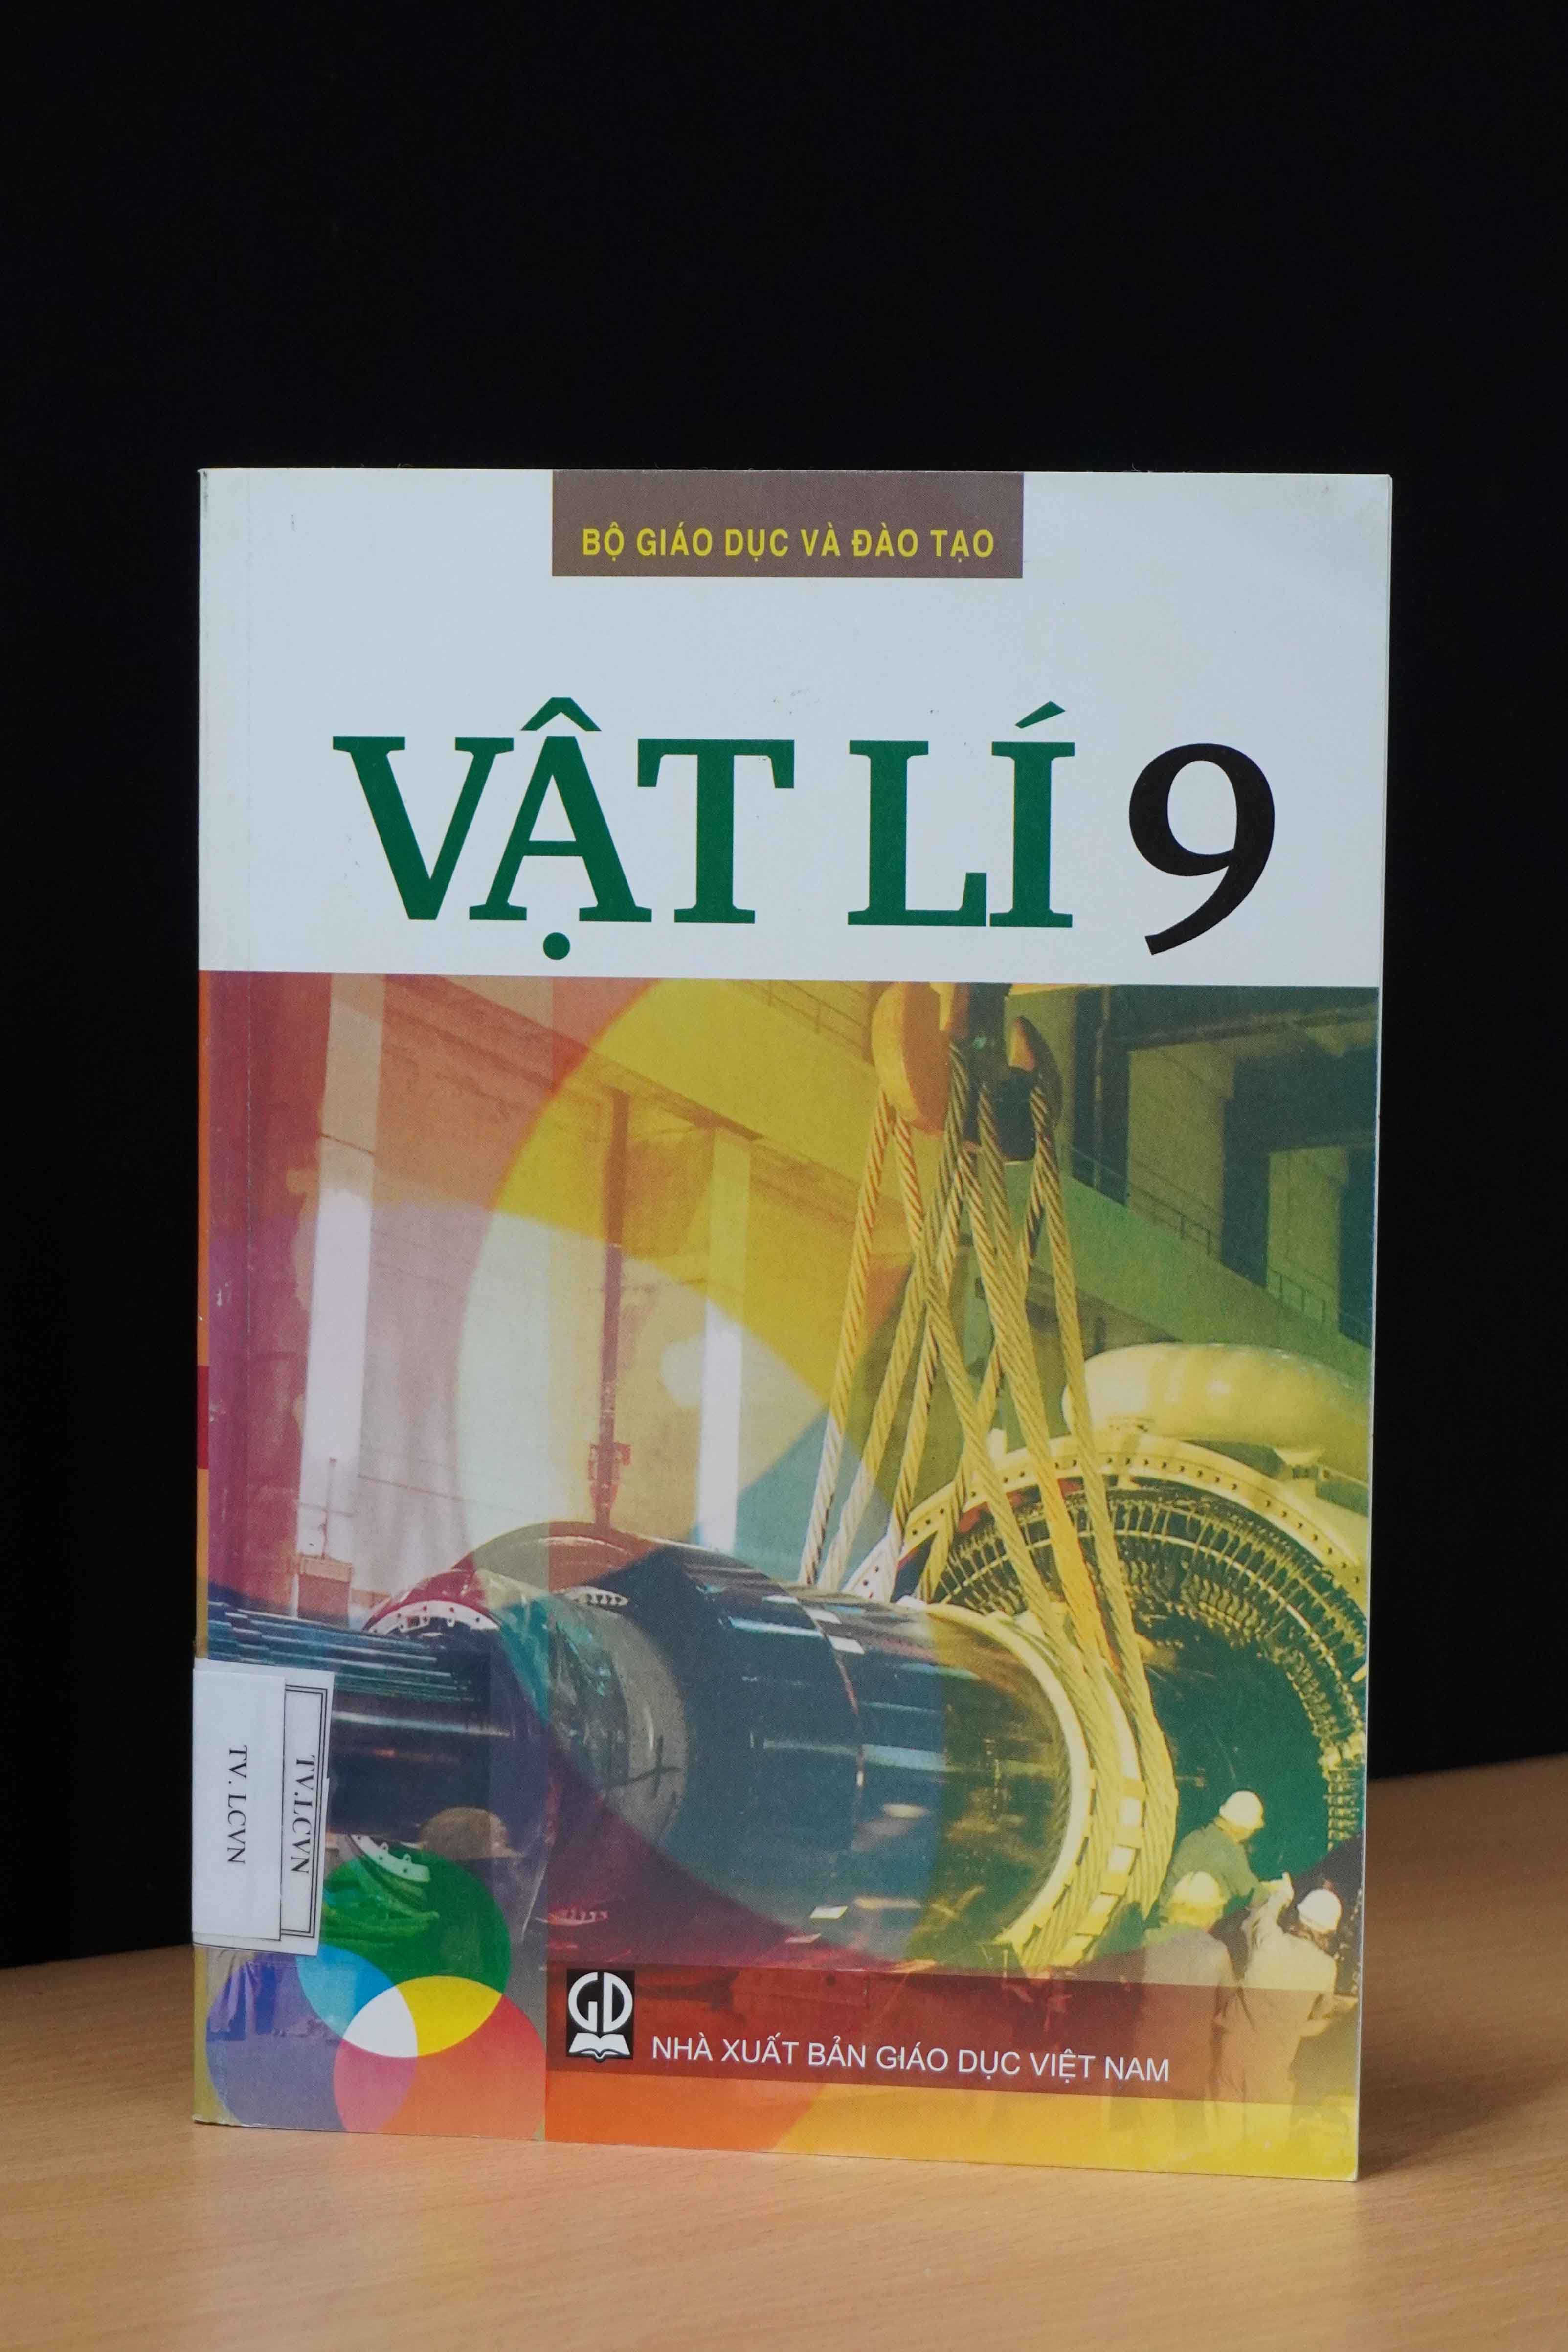 BỘ GIÁO DỤC VÀ ĐÀO TẠO
VẬT LÍ 9
TV.LCVN
TV.LCVN
GD
NHÀ XUẤT BẢN GIÁO DỤC VIỆT NAM